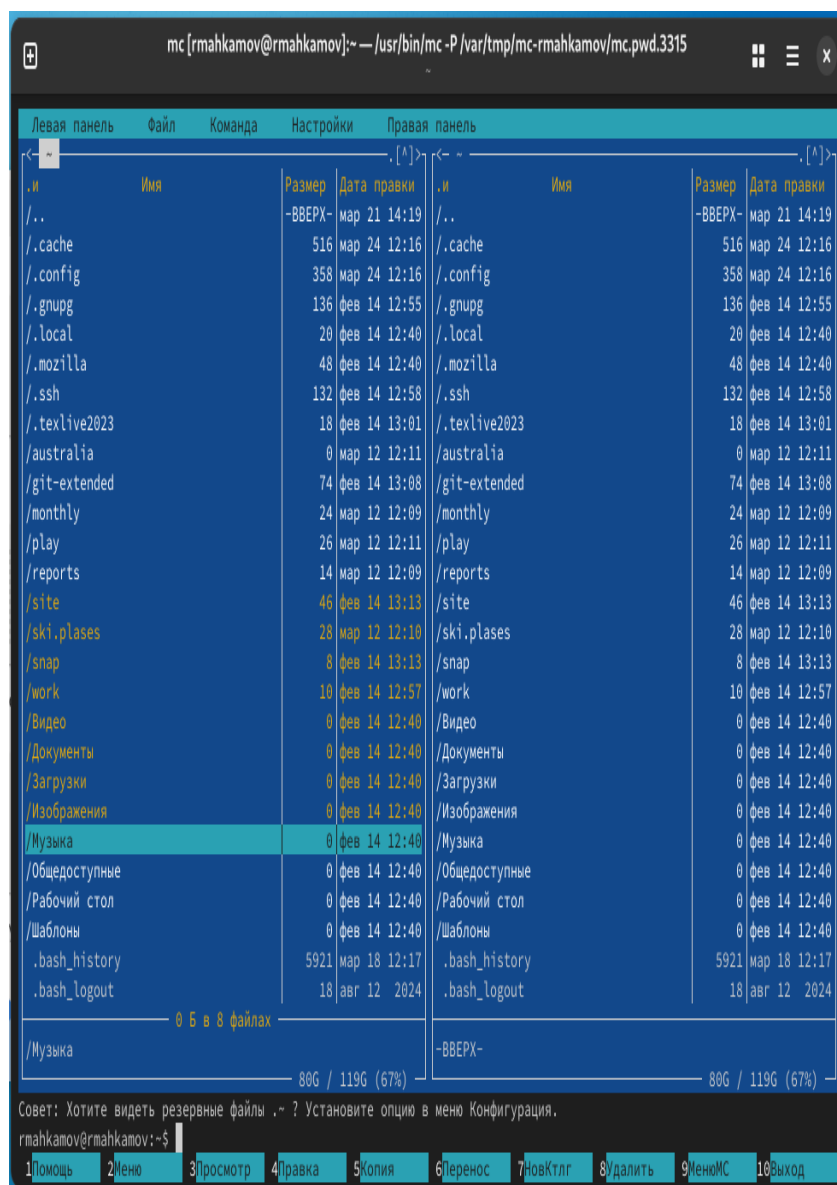 mc [rmahkamov@rmahkamov]:~ — /usr/bin/mc -P /var/tmp/mc-rmahkamov/mc.pwd.3315
~
Левая панель Файл Команда Настройки Правая панель
<- ~ .[^]> <- ~ .[^]>
.и Имя Размер Дата правки .и Имя Размер Дата правки
/.. -ВВЕРХ- мар 21 14:19 /.. -ВВЕРХ- мар 21 14:19
/.cache 516 мар 24 12:16 /.cache 516 мар 24 12:16
/.config 358 мар 24 12:16 /.config 358 мар 24 12:16
/.gnupg 136 фев 14 12:55 /.gnupg 136 фев 14 12:55
/.local 20 фев 14 12:40 /.local 20 фев 14 12:40
/.mozilla 48 фев 14 12:40 /.mozilla 48 фев 14 12:40
/.ssh 132 фев 14 12:58 /.ssh 132 фев 14 12:58
/.texlive2023 18 фев 14 13:01 /.texlive2023 18 фев 14 13:01
/australia 0 мар 12 12:11 /australia 0 мар 12 12:11
/git-extended 74 фев 14 13:08 /git-extended 74 фев 14 13:08
/monthly 24 мар 12 12:09 /monthly 24 мар 12 12:09
/play 26 мар 12 12:11 /play 26 мар 12 12:11
/reports 14 мар 12 12:09 /reports 14 мар 12 12:09
/site 46 фев 14 13:13 /site 46 фев 14 13:13
/ski.plases 28 мар 12 12:10 /ski.plases 28 мар 12 12:10
/snap 8 фев 14 13:13 /snap 8 фев 14 13:13
/work 10 фев 14 12:57 /work 10 фев 14 12:57
/Видео 0 фев 14 12:40 /Видео 0 фев 14 12:40
/Документы 0 фев 14 12:40 /Документы 0 фев 14 12:40
/Загрузки 0 фев 14 12:40 /Загрузки 0 фев 14 12:40
/Изображения 0 фев 14 12:40 /Изображения 0 фев 14 12:40
/Музыка 0 фев 14 12:40 /Музыка 0 фев 14 12:40
/Общедоступные 0 фев 14 12:40 /Общедоступные 0 фев 14 12:40
/Рабочий стол 0 фев 14 12:40 /Рабочий стол 0 фев 14 12:40
/Шаблоны 0 фев 14 12:40 /Шаблоны 0 фев 14 12:40
.bash_history 5921 мар 18 12:17 .bash_history 5921 мар 18 12:17
.bash_logout 18 авг 12 2024 .bash_logout 18 авг 12 2024
0 Б в 8 файлах
/Музыка -ВВЕРХ-
80G / 119G (67%) 80G / 119G (67%)
Совет: Хотите видеть резервные файлы .~ ? Установите опцию в меню Конфигурация.
rmahkamov@rmahkamov:~$
1Помощь 2Меню 3Просмотр 4Правка 5Копия 6Перенос 7НовКтлг 8Удалить 9МенюМС 10Выход